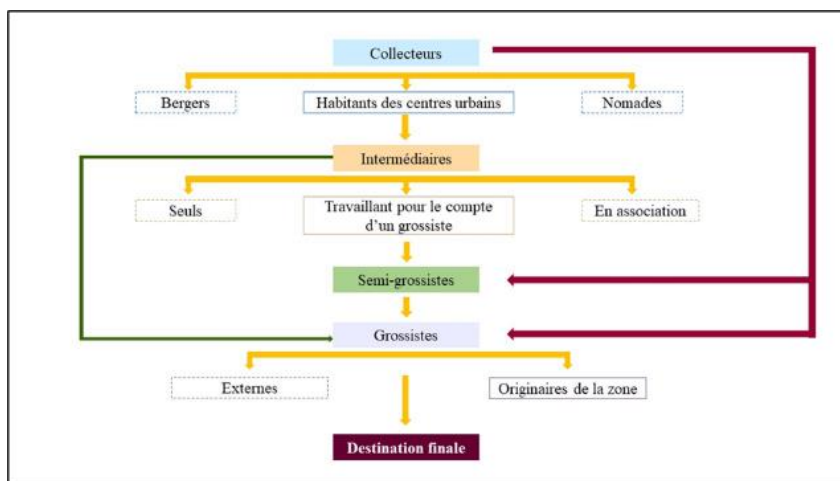 Collecteurs
Bergers
Habitants des centres urbains
Nomades
Intermédiaires
Seuls
Travaillant pour le compte
d'un grossiste
En association
Semi-grossistes
Grossistes
Externes
Originaires de la zone
Destination finale